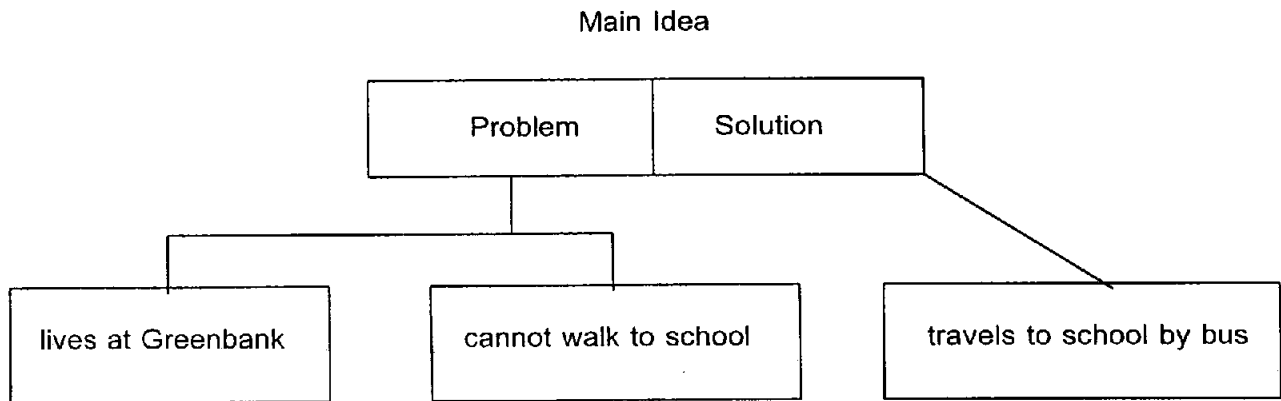 Main Idea
Problem
Solution
lives at Greenbank
cannot walk to school
travels to school by bus